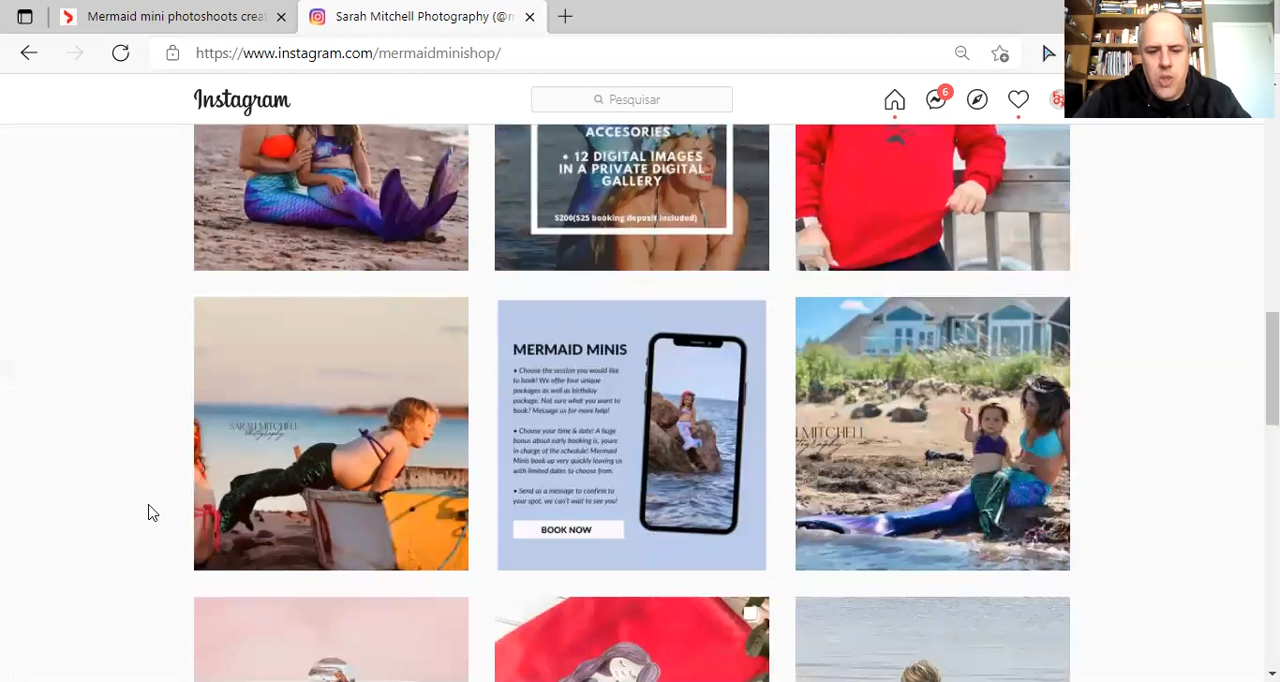 Mermaid mini photoshoots creat
Sarah Mitchell Photography (@m
https://www.instagram.com/mermaidminishop/
Instagram
Pesquisar
6
ACCESORIES
• 12 DIGITAL IMAGES
IN A PRIVATE DIGITAL
GALLERY
$200($25 booking deposit included)
SARAH MITCHELL
Photography
MERMAID MINIS
• Choose the session you would like
to book! We offer four unique
packages as well as birthday
package. Not sure what you want to
book? Message us for more help!
• Choose your time & date! A huge
bonus about early booking is, youre
in charge of the schedule! Mermaid
Minis book up very quickly leaving us
with limited dates to choose from.
• Send us a message to confirm to
your spot, we can't wait to see you!
BOOK NOW
MITCHELL